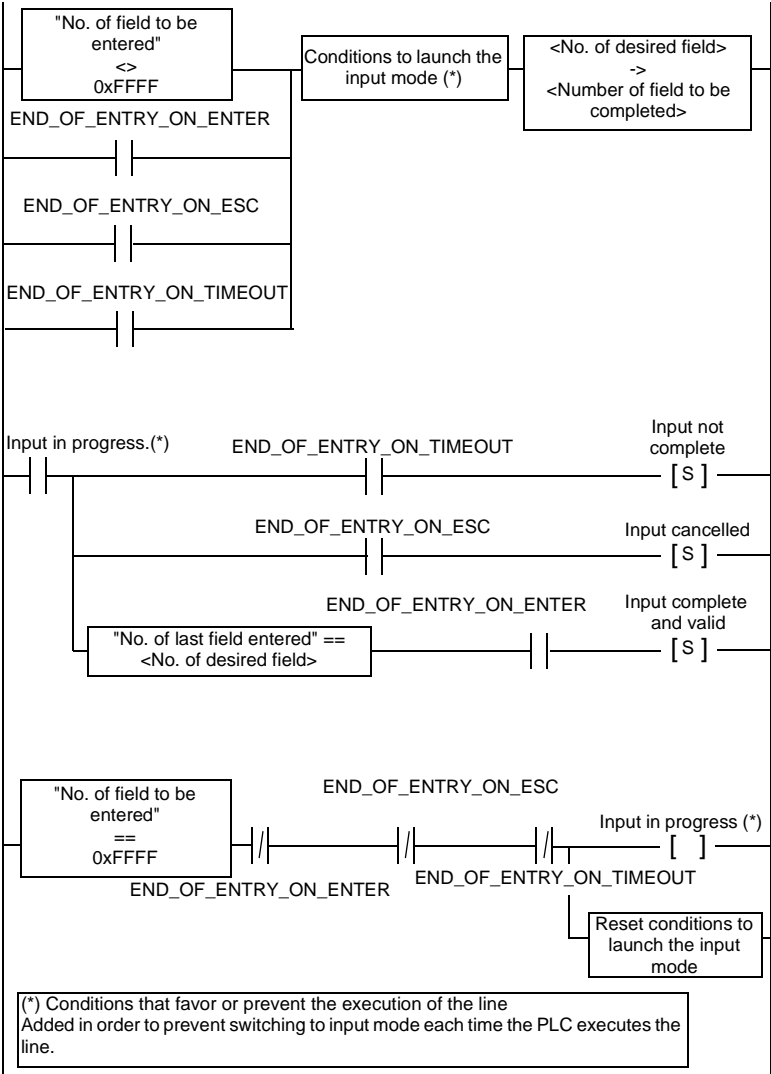 "No. of field to be
entered"
<>
0xFFFF
Conditions to launch the
input mode (*)
<No. of desired field>
->
<Number of field to be
completed>
END_OF_ENTRY_ON_ENTER
END_OF_ENTRY_ON_ESC
END_OF_ENTRY_ON_TIMEOUT
Input in progress.(*)
END_OF_ENTRY_ON_TIMEOUT
Input not
complete
[ S ]
END_OF_ENTRY_ON_ESC
Input cancelled
[ S ]
"No. of last field entered" ==
<No. of desired field>
END_OF_ENTRY_ON_ENTER
Input complete
and valid
[ S ]
"No. of field to be
entered"
==
0xFFFF
END_OF_ENTRY_ON_ENTER
END_OF_ENTRY_ON_ESC
END_OF_ENTRY_ON_TIMEOUT
Input in progress (*)
[ ]
Reset conditions to
launch the input
mode
(*) Conditions that favor or prevent the execution of the line
Added in order to prevent switching to input mode each time the PLC executes the
line.